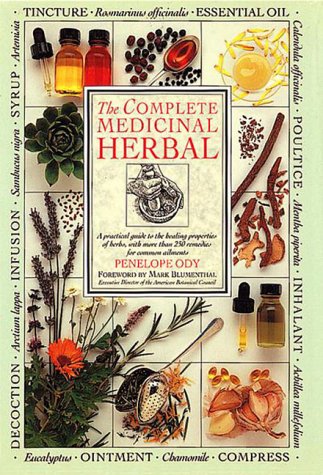 TINCTURE · Rosmarinus officinalis · ESSENTIAL OIL
Calendula officinalis · POULTICE · Mentha piperita · INHALANT · Achillea millefolium
DECOCTION · Arctium lappa · INFUSION · Sambucus nigra · SYRUP · Artemisia
The COMPLETE
MEDICINAL
HERBAL
A practical guide to the healing properties
of herbs, with more than 250 remedies
for common ailments
PENELOPE ODY
FOREWORD BY MARK BLUMENTHAL
Executive Director of the American Botanical Council
Eucalyptus · OINTMENT · Chamomile · COMPRESS ·